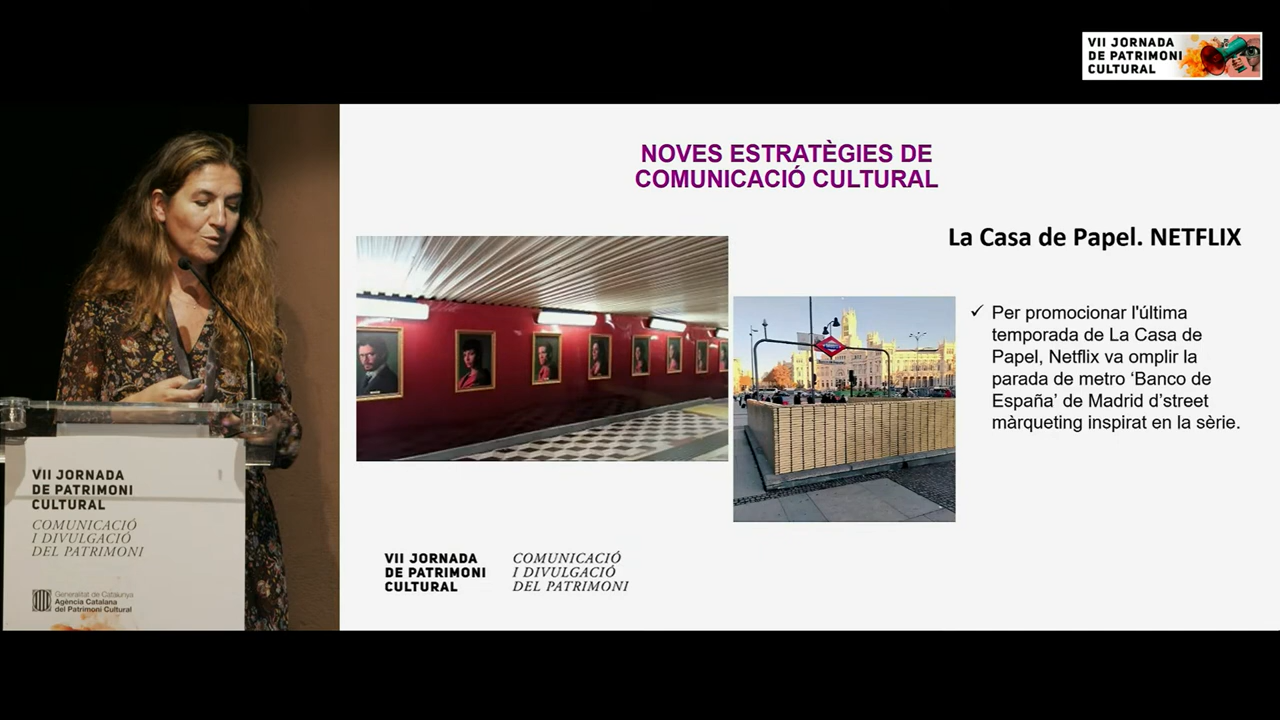 VII JORNADA
DE PATRIMONI
CULTURAL
NOVES ESTRATÈGIES DE
COMUNICACIÓ CULTURAL
La Casa de Papel. NETFLIX
✓ Per promocionar l'última
temporada de La Casa de
Papel, Netflix va omplir la
parada de metro ‘Banco de
España’ de Madrid d’street
màrqueting inspirat en la sèrie.
VII JORNADA
DE PATRIMONI
CULTURAL
COMUNICACIÓ
I DIVULGACIÓ
DEL PATRIMONI
VII JORNADA
DE PATRIMONI
CULTURAL
COMUNICACIÓ
I DIVULGACIÓ
DEL PATRIMONI
Generalitat de Catalunya
Agència Catalana
del Patrimoni Cultural